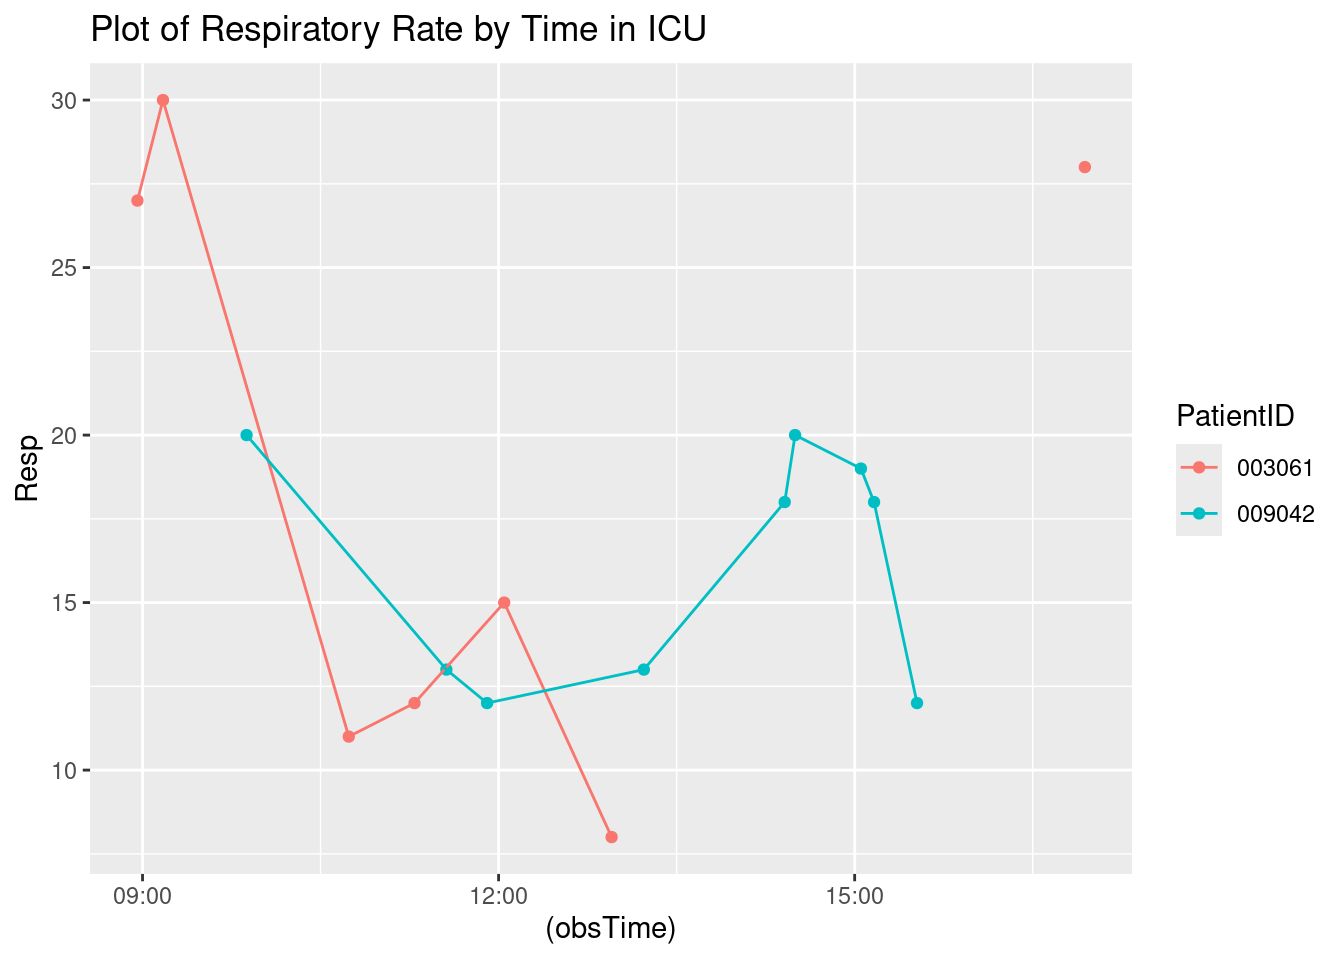 Plot of Respiratory Rate by Time in ICU
30
25
20
15
10
Resp
09:00 12:00 15:00
(obsTime)
PatientID
003061
009042